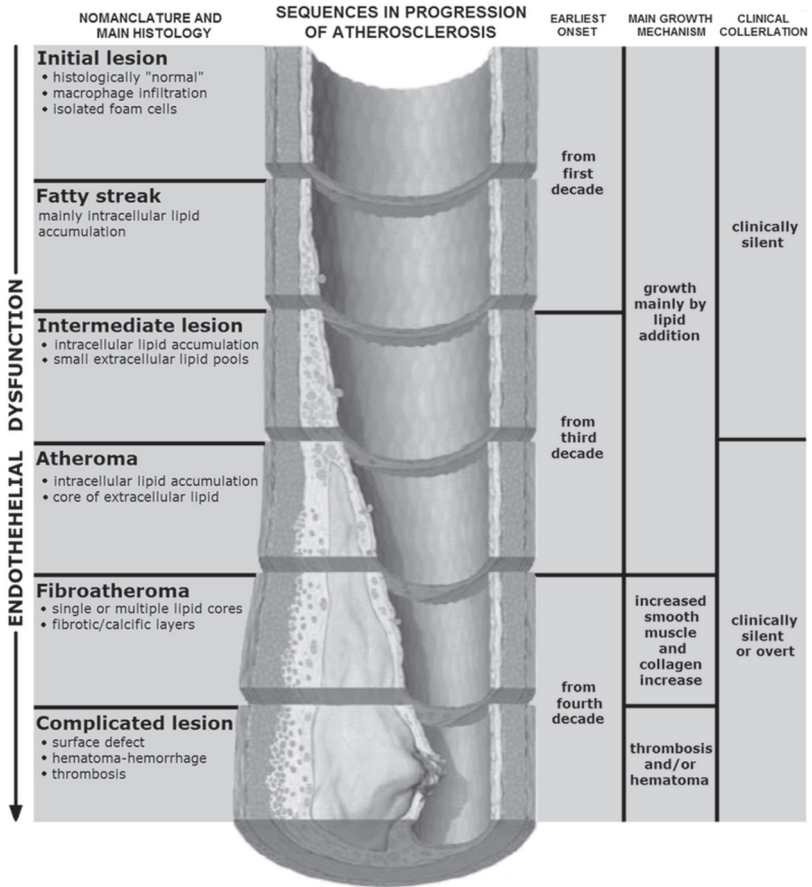 NOMANCLATURE AND
MAIN HISTOLOGY
SEQUENCES IN PROGRESSION
OF ATHEROSCLEROSIS
EARLIEST
ONSET
MAIN GROWTH
MECHANISM
CLINICAL
COLLERLATION
ENDOTHEHELIAL DYSFUNCTION
Initial lesion
• histologically "normal"
• macrophage infiltration
• isolated foam cells
Fatty streak
mainly intracellular lipid
accumulation
Intermediate lesion
• intracellular lipid accumulation
• small extracellular lipid pools
Atheroma
• intracellular lipid accumulation
• core of extracellular lipid
Fibroatheroma
• single or multiple lipid cores
• fibrotic/calcific layers
Complicated lesion
• surface defect
• hematoma-hemorrhage
• thrombosis
from
first
decade
from
third
decade
from
fourth
decade
growth
mainly by
lipid
addition
increased
smooth
muscle
and
collagen
increase
thrombosis
and/or
hematoma
clinically
silent
clinically
silent
or overt